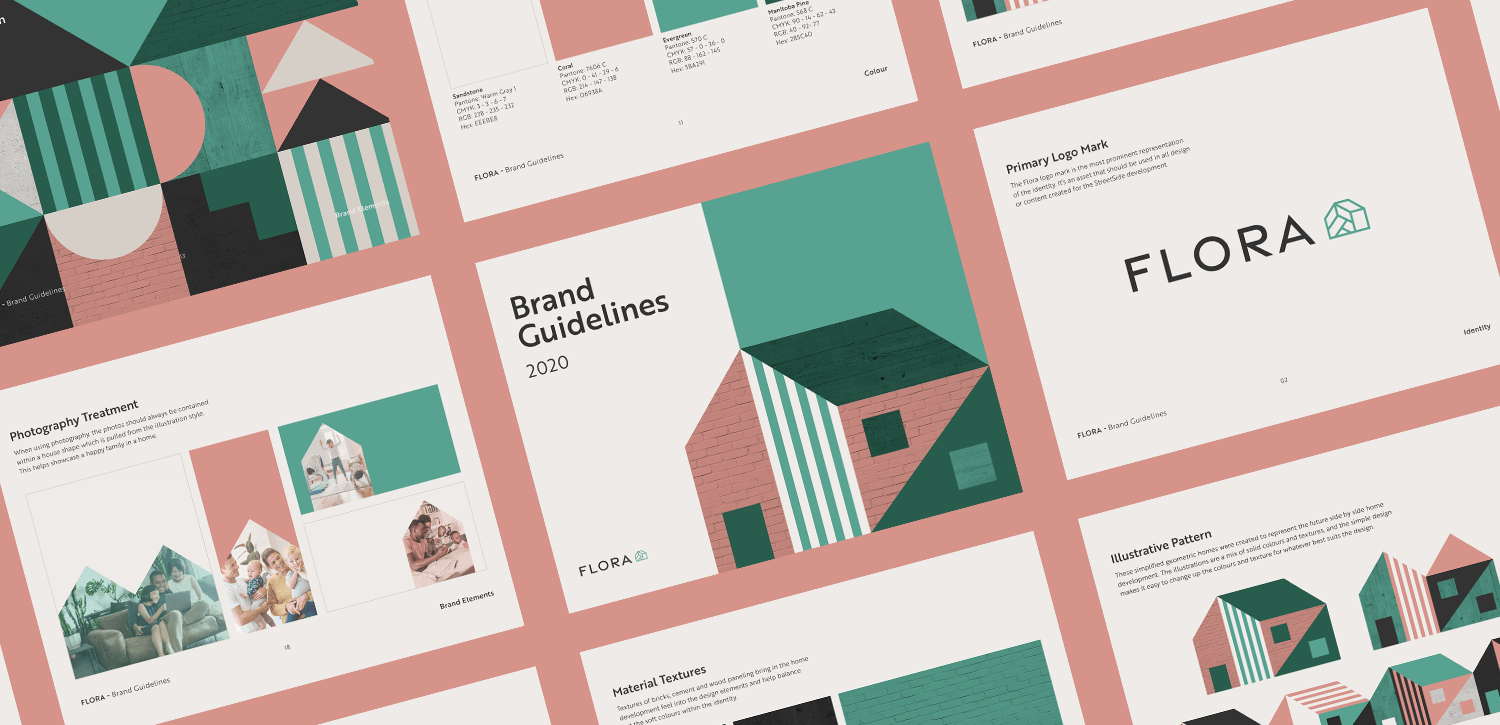 Brand Elements
- Brand Guidelines
Sandstone
Pantone: Warm Gray 1
CMYK: 3 - 3 - 6 - 7
RGB: 238 - 235 - 232
Hex: EEEBE8
Coral
Pantone: 7606 C
CMYK: 0 - 41 - 29 - 6
RGB: 214 - 147 - 138
Hex: D6938A
Evergreen
Pantone: 570 C
CMYK: 57 - 0 - 36 - 0
RGB: 88 - 162 - 145
Hex: 58A291
Manitoba Pine
Pantone: 568 C
CMYK: 90 - 14 - 62 - 42
RGB: 40 - 92- 77
Hex: 285C4D
Colour
11
FLORA - Brand Guidelines
FLORA - Brand Guidelines
Primary Logo Mark
The Flora logo mark is the most prominent representation
of the identity. It's an asset that should be used in all design
or content created for the StreetSide development.
FLORA
Identity
02
FLORA - Brand Guidelines
Brand
Guidelines
2020
FLORA
Photography Treatment
When using photography, the photos should always be contained
within a house shape which is pulled from the illustration style.
This helps showcase a happy family in a home.
Brand Elements
18
FLORA - Brand Guidelines
Material Textures
Textures of bricks, cement and wood paneling bring in the home
development feel into the design elements and help balance
the soft colours within the identity.
Illustrative Pattern
These simplified geometric homes were created to represent the future side by side home
development. The illustrations are a mix of solid colours and textures, and the simple design
makes it easy to change up the colours and texture for whatever best suits the design.